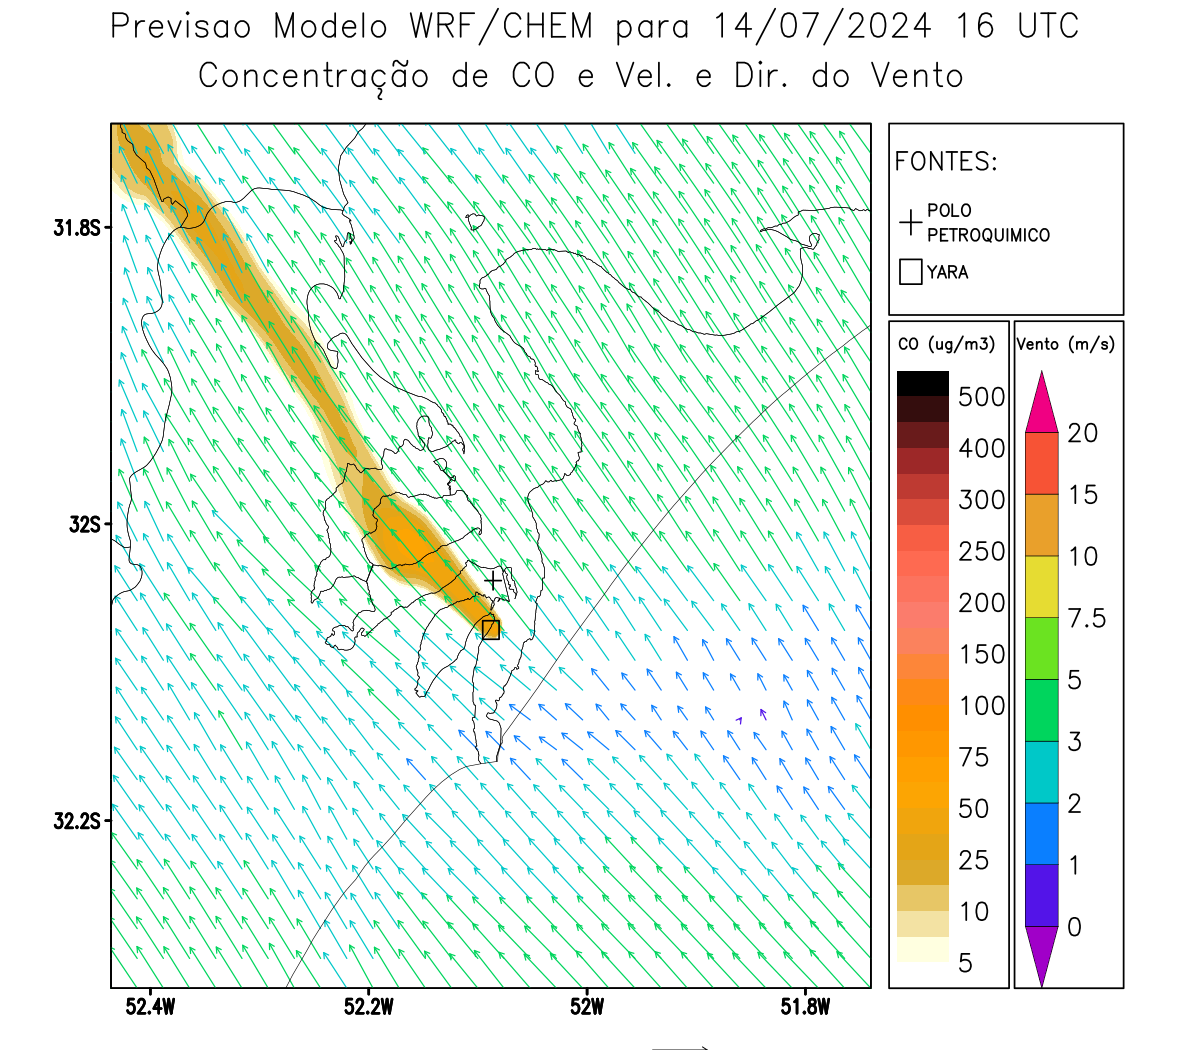 Previsao Modelo WRF/CHEM para 14/07/2024 16 UTC
Concentração de CO e Vel. e Dir. do Vento
FONTES:
POLO
PETROQUIMICO
YARA
31.8S
32S
32.2S
52.4W 52.2W 52W 51.8W
CO (ug/m3)
500
400
300
250
200
150
100
75
50
25
10
5
Vento (m/s)
20
15
10
7.5
5
3
2
1
0